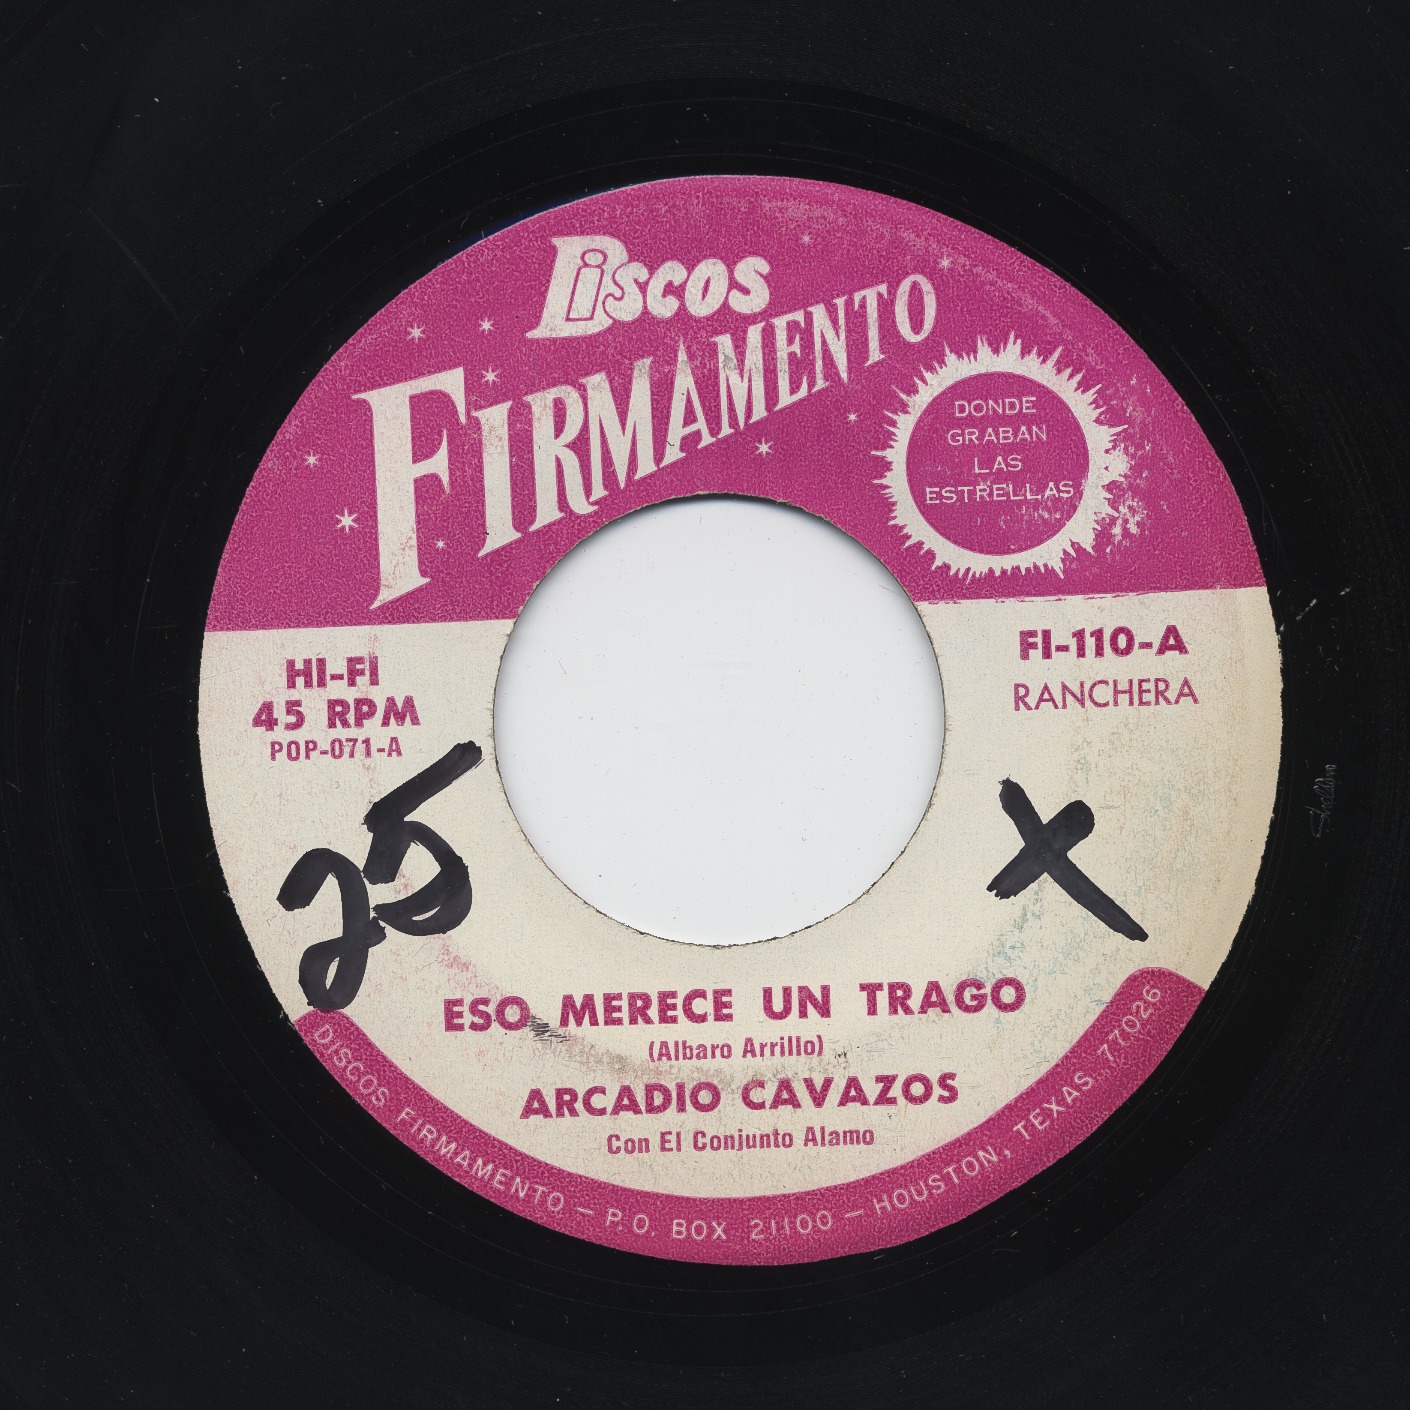 Discos
FIRMAMENTO
DONDE
GRABAN
LAS
ESTRELLAS
HI-FI
45 RPM
POP-071-A
FI-110-A
RANCHERA
25
X
ESO MERECE UN TRAGO
(Albaro Arrillo)
ARCADIO CAVAZOS
Con El Conjunto Alamo
DISCOS FIRMAMENTO — P.O. BOX 21100 — HOUSTON, TEXAS 77026